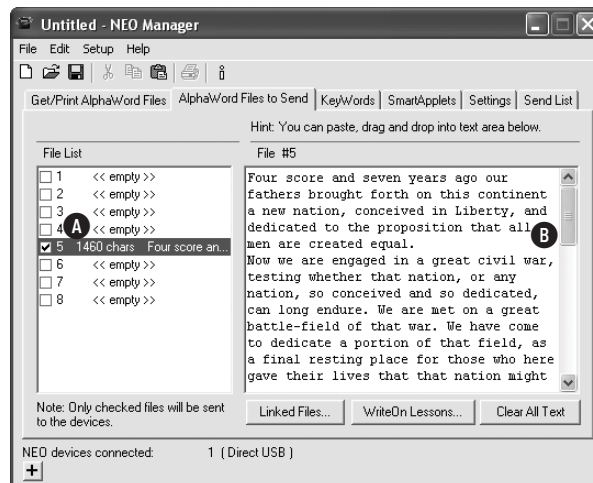 Untitled - NEO Manager
File Edit Setup Help
Get/Print AlphaWord Files AlphaWord Files to Send KeyWords SmartApplets Settings Send List
Hint: You can paste, drag and drop into text area below.
File List
File #5
1 << empty >>
2 << empty >>
3 << empty >>
4 << empty >>
A
5 1460 chars Four score an...
6 << empty >>
7 << empty >>
8 << empty >>
Four score and seven years ago our
fathers brought forth on this continent
a new nation, conceived in Liberty, and
dedicated to the proposition that all
B
men are created equal.
Now we are engaged in a great civil war,
testing whether that nation, or any
nation, so conceived and so dedicated,
can long endure. We are met on a great
battle-field of that war. We have come
to dedicate a portion of that field, as
a final resting place for those who here
gave their lives that that nation might
Note: Only checked files will be sent
to the devices.
Linked Files... WriteOn Lessons... Clear All Text
NEO devices connected: 1 ( Direct USB )